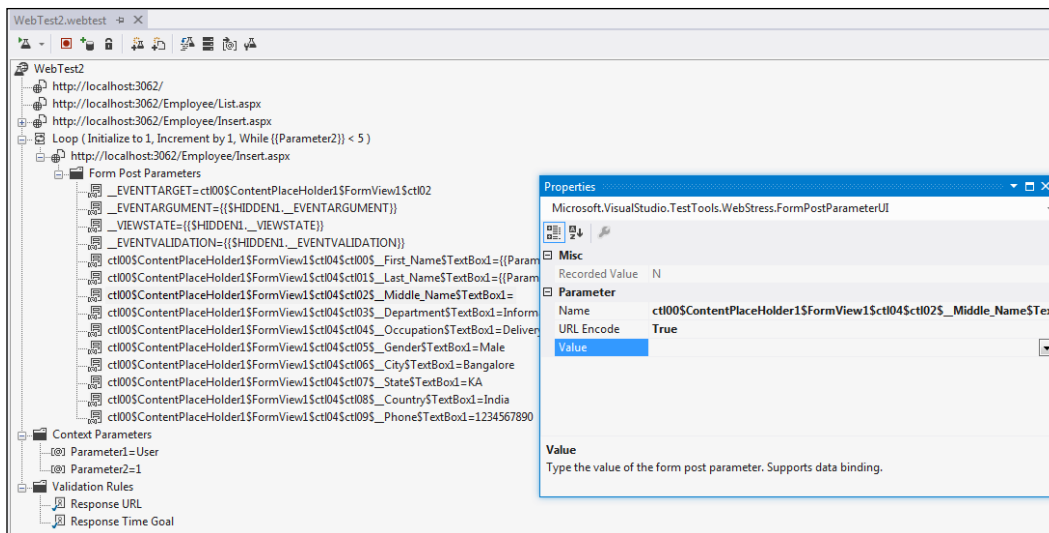 WebTest2.webtest
WebTest2
http://localhost:3062/
http://localhost:3062/Employee/List.aspx
http://localhost:3062/Employee/Insert.aspx
Loop ( Initialize to 1, Increment by 1, While {{Parameter2}} < 5 )
http://localhost:3062/Employee/Insert.aspx
Form Post Parameters
__EVENTTARGET=ctl00$ContentPlaceHolder1$FormView1$ctl02
__EVENTARGUMENT={{$HIDDEN1.__EVENTARGUMENT}}
__VIEWSTATE={{$HIDDEN1.__VIEWSTATE}}
__EVENTVALIDATION={{$HIDDEN1.__EVENTVALIDATION}}
ctl00$ContentPlaceHolder1$FormView1$ctl04$ctl00$__First_Name$TextBox1={{Param
ctl00$ContentPlaceHolder1$FormView1$ctl04$ctl01$__Last_Name$TextBox1={{Param
ctl00$ContentPlaceHolder1$FormView1$ctl04$ctl02$__Middle_Name$TextBox1=
ctl00$ContentPlaceHolder1$FormView1$ctl04$ctl03$__Department$TextBox1=Inform
ctl00$ContentPlaceHolder1$FormView1$ctl04$ctl04$__Occupation$TextBox1=Delivery
ctl00$ContentPlaceHolder1$FormView1$ctl04$ctl05$__Gender$TextBox1=Male
ctl00$ContentPlaceHolder1$FormView1$ctl04$ctl06$__City$TextBox1=Bangalore
ctl00$ContentPlaceHolder1$FormView1$ctl04$ctl07$__State$TextBox1=KA
ctl00$ContentPlaceHolder1$FormView1$ctl04$ctl08$__Country$TextBox1=India
ctl00$ContentPlaceHolder1$FormView1$ctl04$ctl09$__Phone$TextBox1=1234567890
Context Parameters
Parameter1=User
Parameter2=1
Validation Rules
Response URL
Response Time Goal
Properties
Microsoft.VisualStudio.TestTools.WebStress.FormPostParameterUI
Misc
Recorded Value N
Parameter
Name ctl00$ContentPlaceHolder1$FormView1$ctl04$ctl02$__Middle_Name$Te
URL Encode True
Value
Value
Type the value of the form post parameter. Supports data binding.